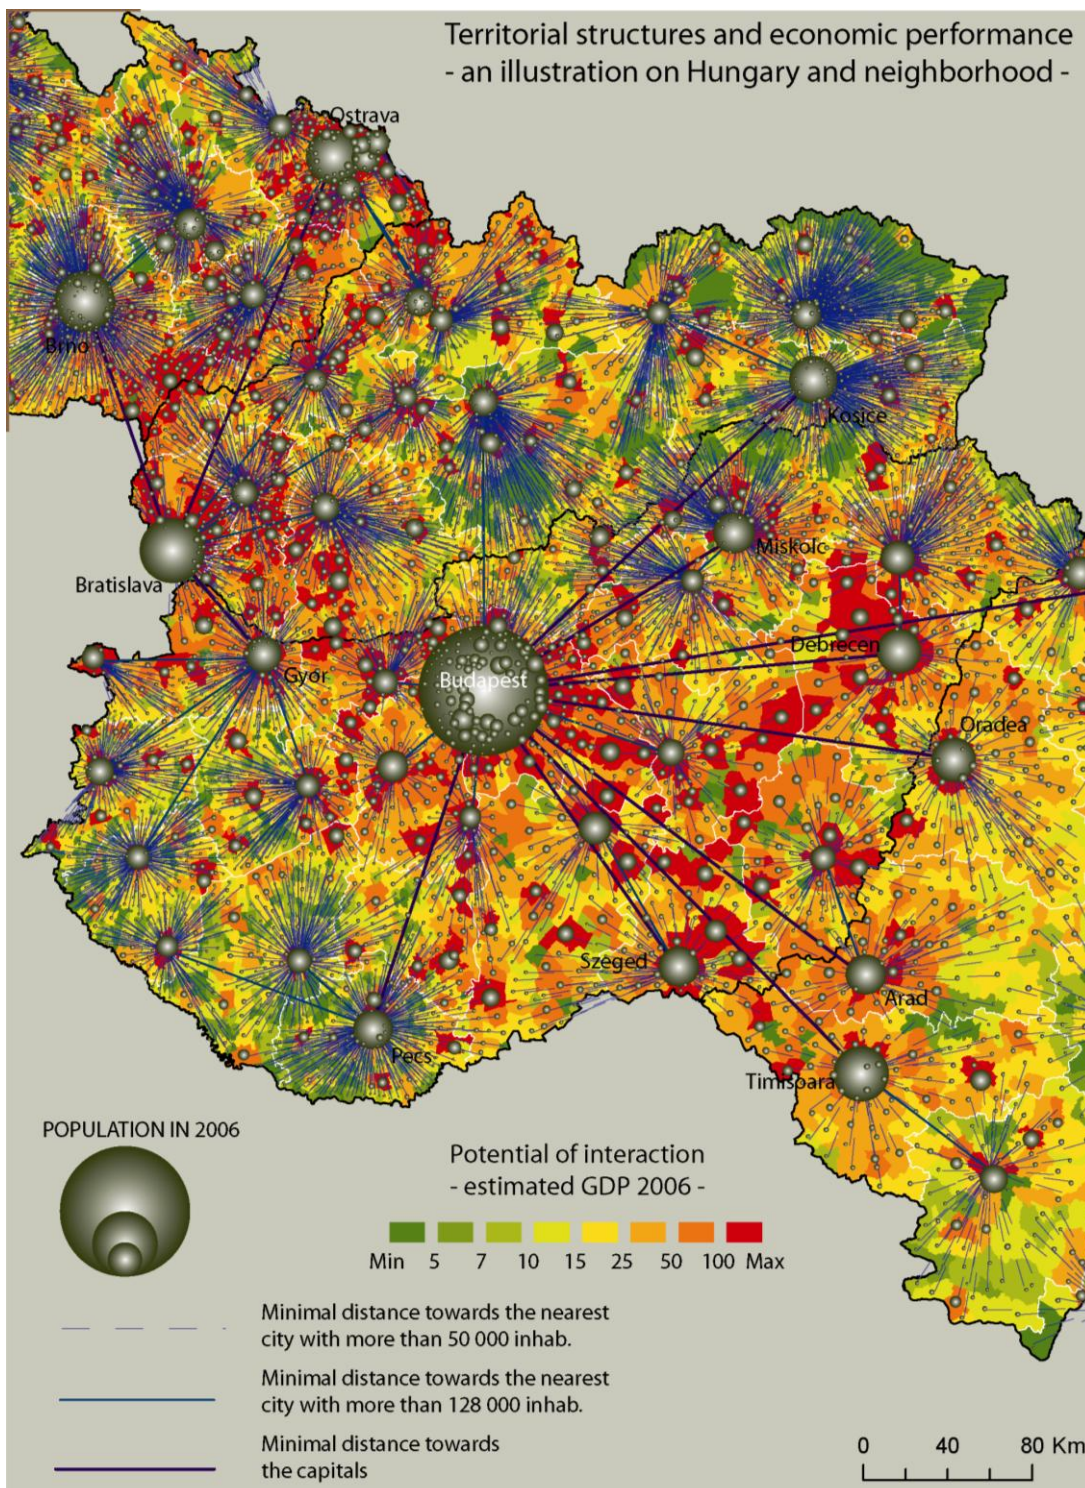 Territorial structures and economic performance
- an illustration on Hungary and neighborhood -
Ostrava
Brno
Kosice
Miskolc
Bratislava
Debrecen
Gyor
Budapest
Oradea
Szeged
Arad
Pecs
Timispara
POPULATION IN 2006
Potential of interaction
- estimated GDP 2006 -
Min 5 7 10 15 25 50 100 Max
Minimal distance towards the nearest
city with more than 50 000 inhab.
Minimal distance towards the nearest
city with more than 128 000 inhab.
Minimal distance towards
the capitals
0 40 80 Km